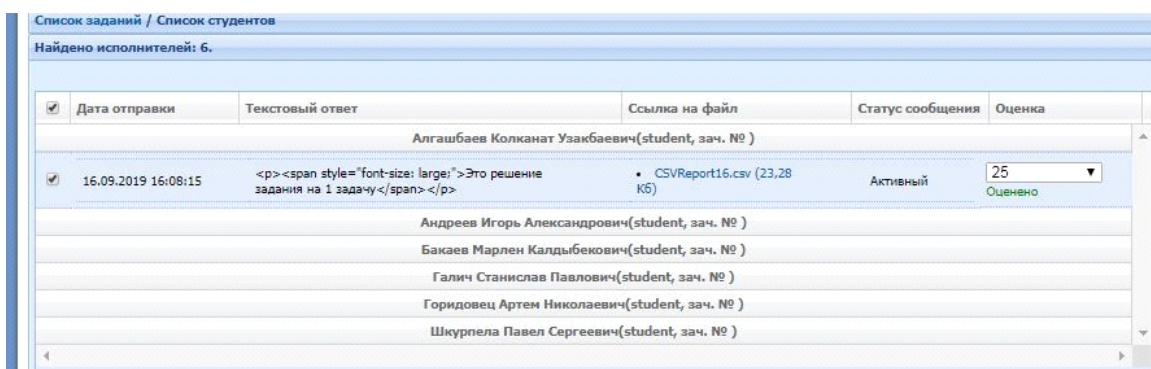 Список заданий / Список студентов
Найдено исполнителей: 6.
Дата отправки Текстовый ответ Ссылка на файл Статус сообщения Оценка
Алгашбаев Колканат Узакбаевич(student, зач. № )
16.09.2019 16:08:15 <p><span style="font-size: large;">Это решение • CSVReport16.csv (23,28 Активный 25
задания на 1 задачу</span></p> Кб) Оценено
Андреев Игорь Александрович(student, зач. № )
Бакаев Марлен Калдыбекович(student, зач. № )
Галич Станислав Павлович(student, зач. № )
Горидовец Артем Николаевич(student, зач. № )
Шкурпела Павел Сергеевич(student, зач. № )